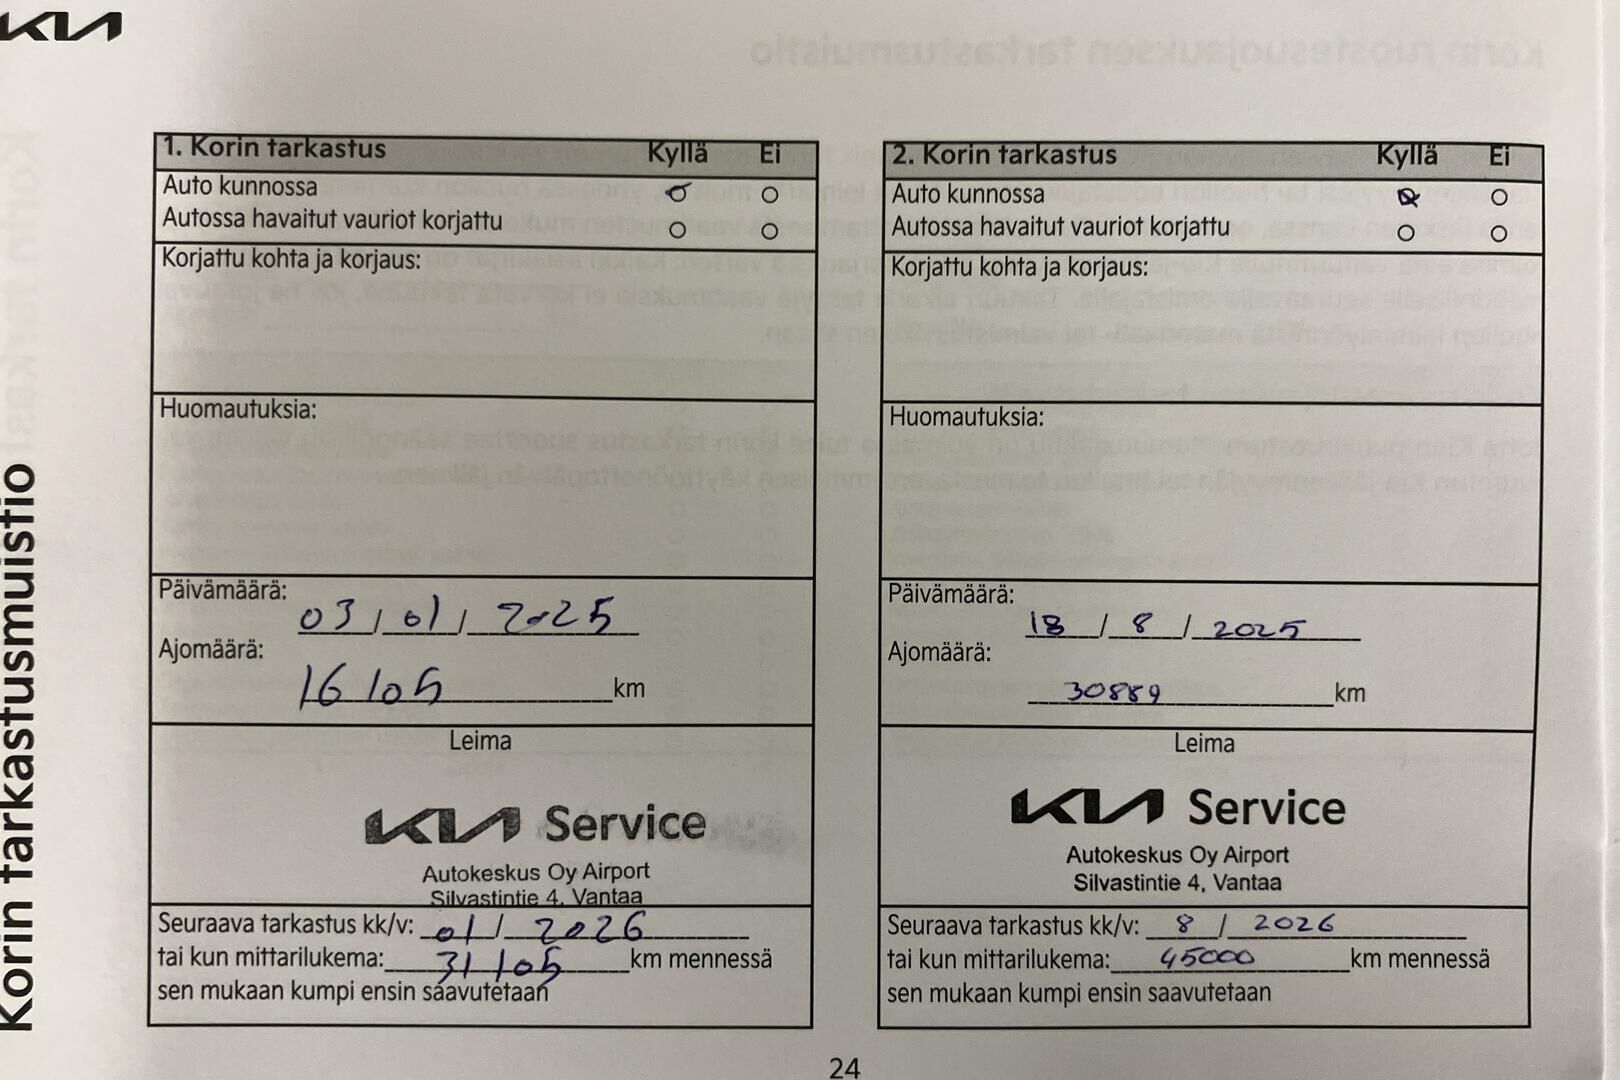 KIA
Korin tarkastusmuistio
1. Korin tarkastus Kyllä Ei
Auto kunnossa
Autossa havaitut vauriot korjattu
Korjattu kohta ja korjaus:
Huomautuksia:
Päivämäärä:
03 / 01 / 2025
Ajomäärä:
16105 km
Leima
KIA Service
Autokeskus Oy Airport
Silvastintie 4, Vantaa
Seuraava tarkastus kk/v: 01 / 2026
tai kun mittarilukema: 31105 km mennessä
sen mukaan kumpi ensin saavutetaan
2. Korin tarkastus Kyllä Ei
Auto kunnossa
Autossa havaitut vauriot korjattu
Korjattu kohta ja korjaus:
Huomautuksia:
Päivämäärä:
18 / 8 / 2025
Ajomäärä:
30889 km
Leima
KIA Service
Autokeskus Oy Airport
Silvastintie 4, Vantaa
Seuraava tarkastus kk/v: 8 / 2026
tai kun mittarilukema: 45000 km mennessä
sen mukaan kumpi ensin saavutetaan
24